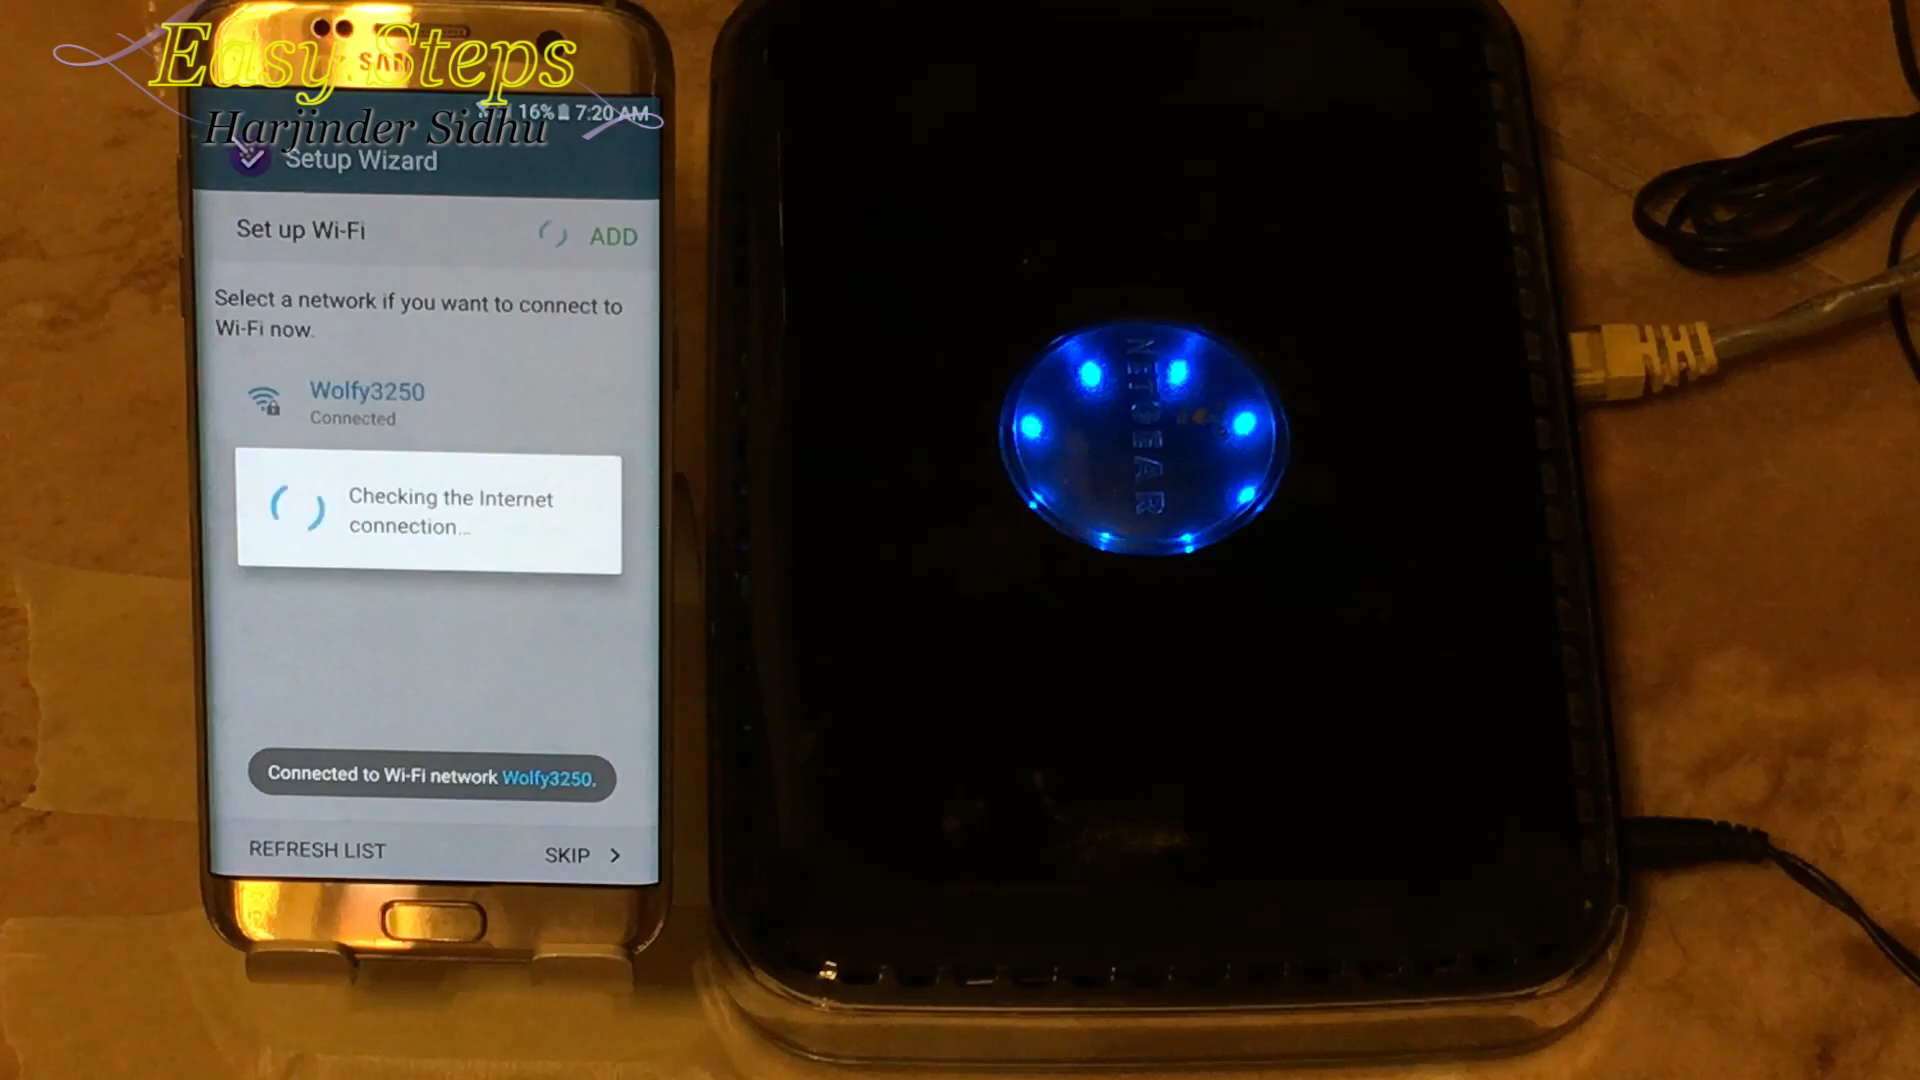 Easy Steps
Harjinder Sidhu
16% 7:20 AM
Setup Wizard
Set up Wi-Fi
ADD
Select a network if you want to connect to
Wi-Fi now.
Wolfy3250
Connected
Checking the Internet
connection...
Connected to Wi-Fi network Wolfy3250.
REFRESH LIST
SKIP
NETGEAR